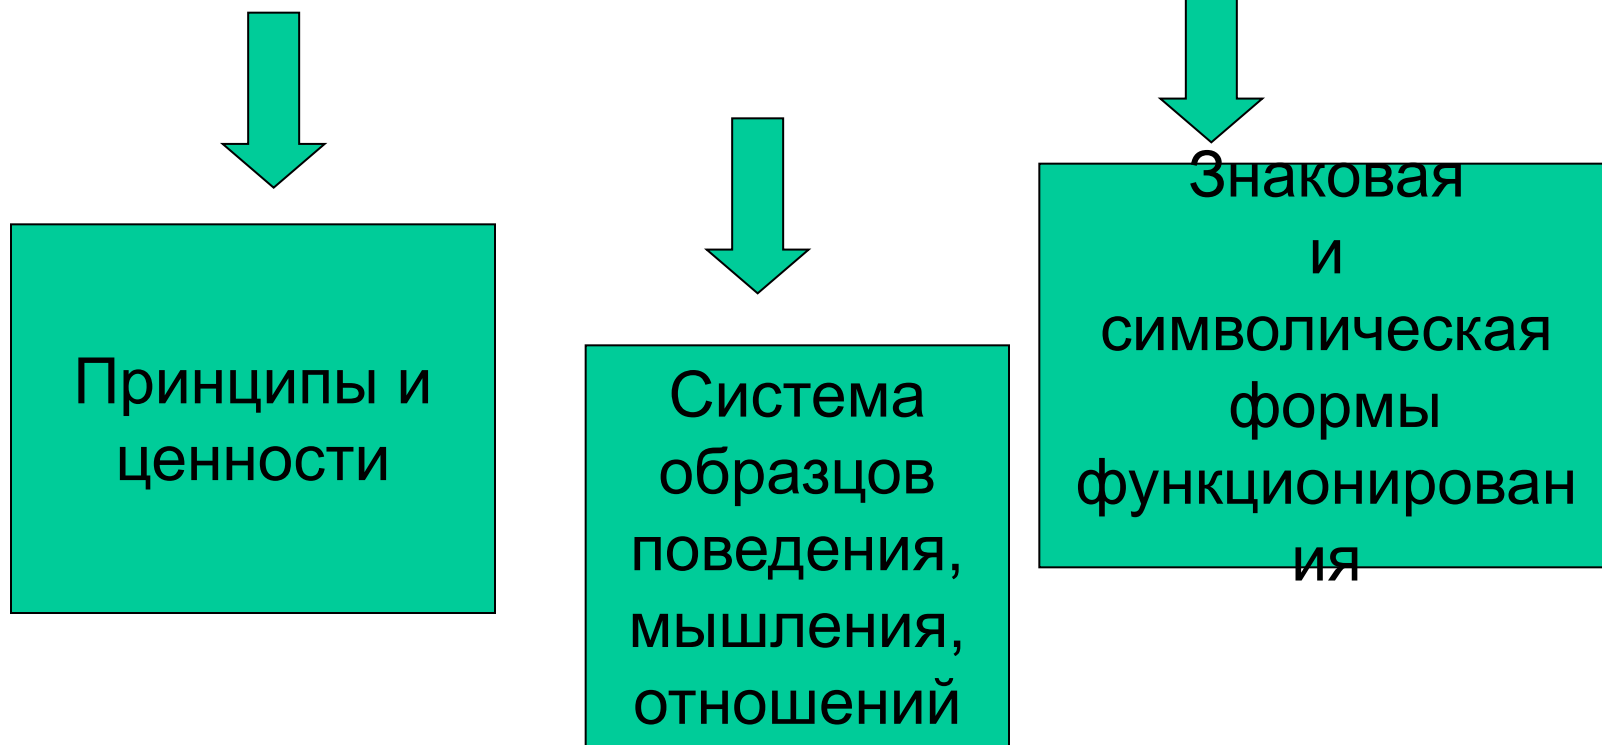 Принципы и
ценности
Система
образцов
поведения,
мышления,
отношений
Знаковая
и
символическая
формы
функционирован
ия